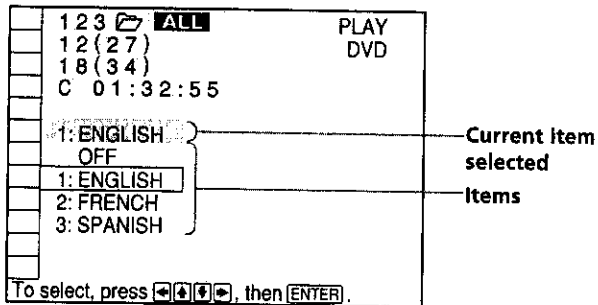 123 ALL PLAY
12(27) DVD
18(34)
C 01:32:55
1: ENGLISH
Current item selected
OFF
1: ENGLISH
Items
2: FRENCH
3: SPANISH
To select, press ←↑↓→, then ENTER.